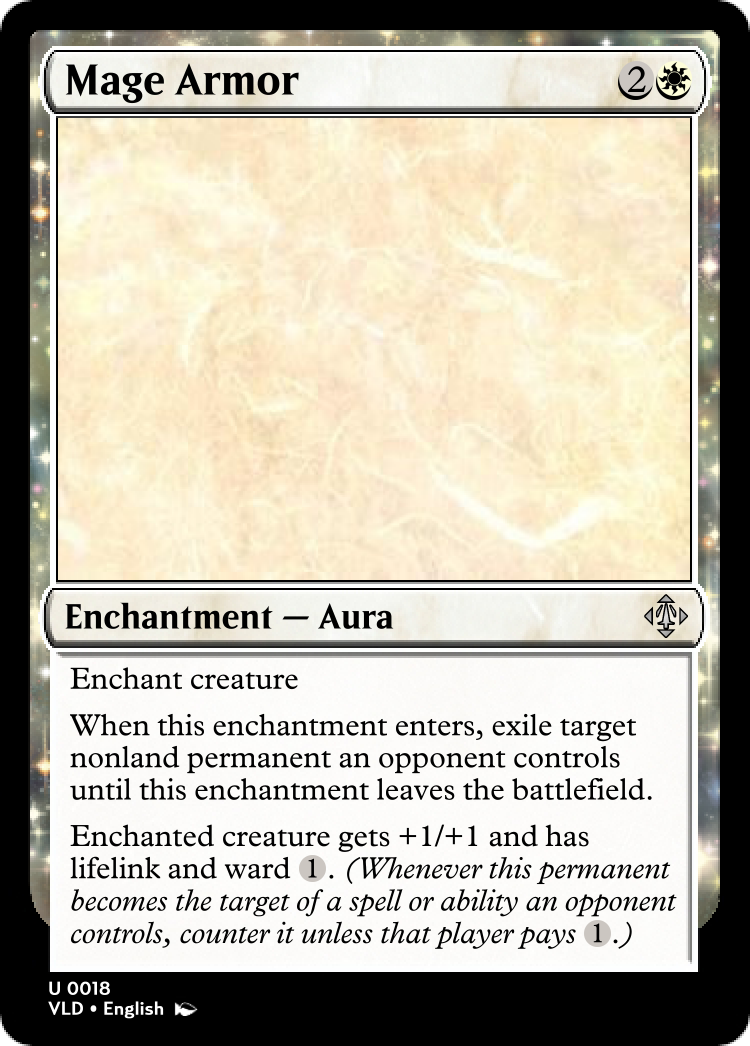 Mage Armor 2
Enchantment — Aura
Enchant creature
When this enchantment enters, exile target
nonland permanent an opponent controls
until this enchantment leaves the battlefield.
Enchanted creature gets +1/+1 and has
lifelink and ward 1. (Whenever this permanent
becomes the target of a spell or ability an opponent
controls, counter it unless that player pays 1.)
U 0018
VLD • English